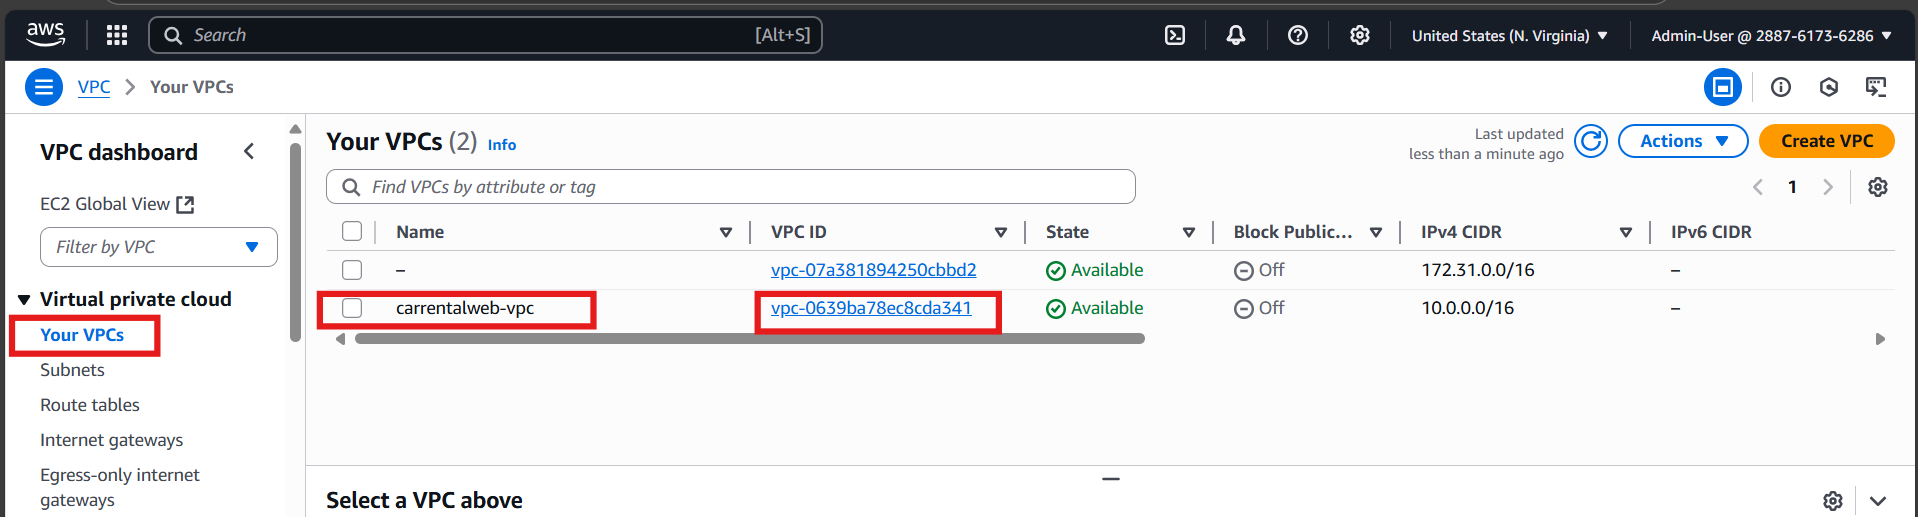 aws
Search [Alt+S]
United States (N. Virginia)
Admin-User @ 2887-6173-6286
VPC > Your VPCs
VPC dashboard
EC2 Global View
Filter by VPC
Virtual private cloud
Your VPCs
Subnets
Route tables
Internet gateways
Egress-only internet
gateways
Your VPCs (2) Info
Last updated
less than a minute ago
Actions
Create VPC
Find VPCs by attribute or tag
1
Name VPC ID State Block Public... IPv4 CIDR IPv6 CIDR
– vpc-07a381894250cbbd2 Available Off 172.31.0.0/16 –
carrentalweb-vpc vpc-0639ba78ec8cda341 Available Off 10.0.0.0/16 –
Select a VPC above